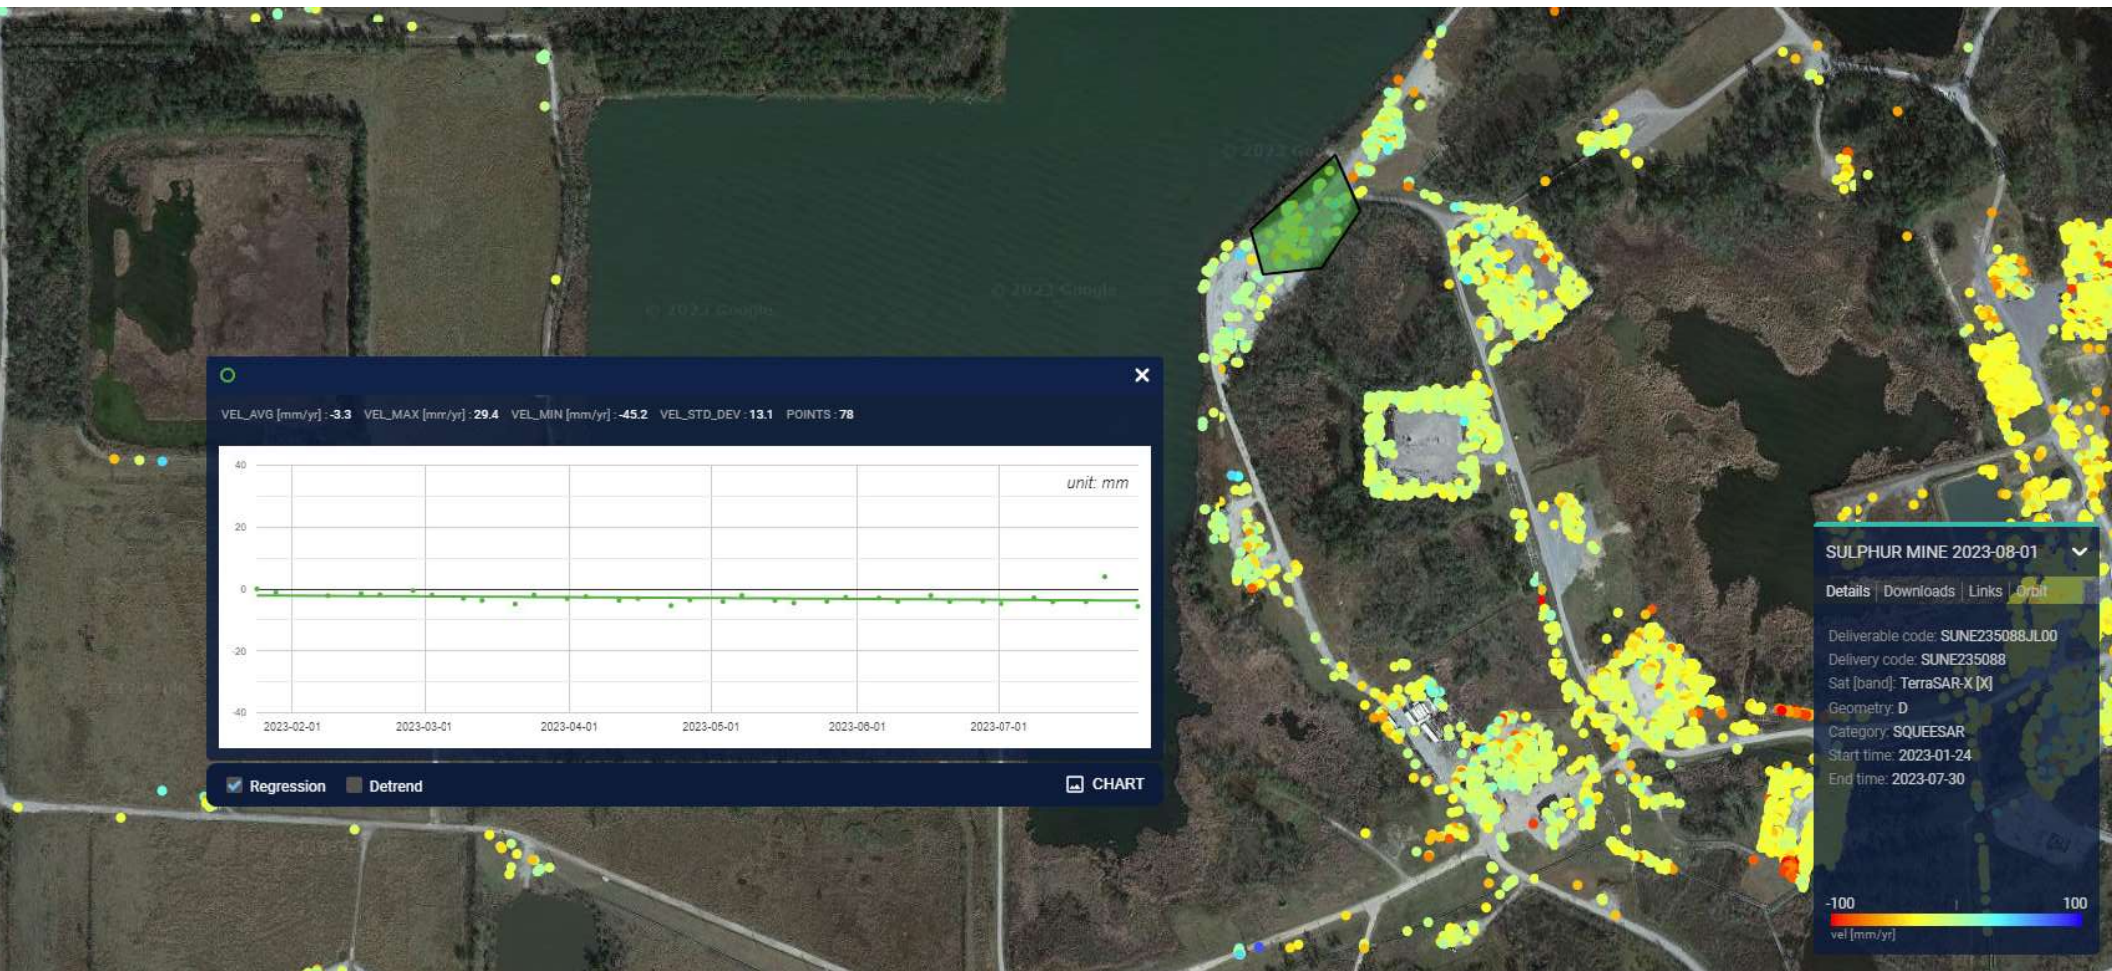 © 2023 Google
© 2023 Google
VEL_AVG [mm/yr] : -3.3 VEL_MAX [mm/yr] : 29.4 VEL_MIN [mm/yr] : -45.2 VEL_STD_DEV : 13.1 POINTS : 78
unit: mm
40
20
0
-20
-40
2023-02-01 2023-03-01 2023-04-01 2023-05-01 2023-06-01 2023-07-01
Regression Detrend CHART
SULPHUR MINE 2023-08-01
Details | Downloads | Links | Orbit
Deliverable code: SUNE235088JL00
Delivery code: SUNE235088
Sat [band]: TerraSAR-X [X]
Geometry: D
Category: SQUEESAR
Start time: 2023-01-24
End time: 2023-07-30
-100 100
vel [mm/yr]